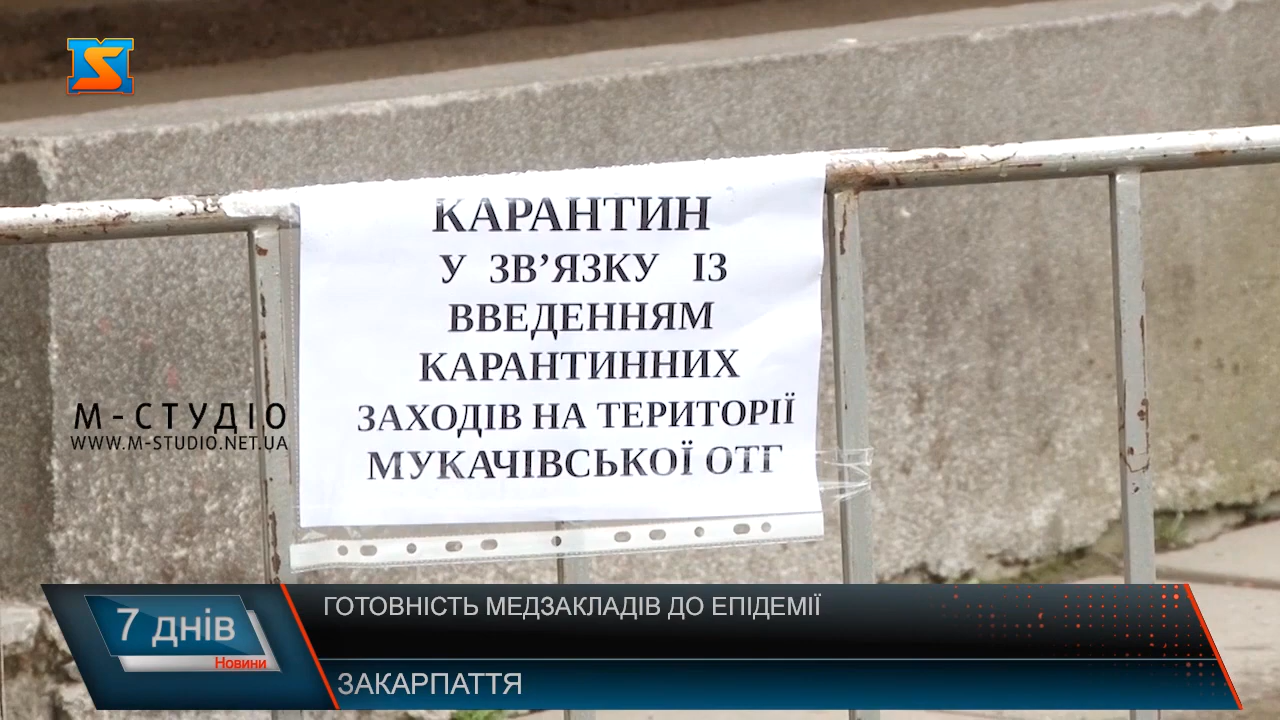 КАРАНТИН
У ЗВ’ЯЗКУ ІЗ
ВВЕДЕННЯМ
КАРАНТИННИХ
ЗАХОДІВ НА ТЕРИТОРІЇ
МУКАЧІВСЬКОЇ ОТГ
М-СТУДІО
WWW.M-STUDIO.NET.UA
7 днів
Новини
ГОТОВНІСТЬ МЕДЗАКЛАДІВ ДО ЕПІДЕМІЇ
ЗАКАРПАТТЯ